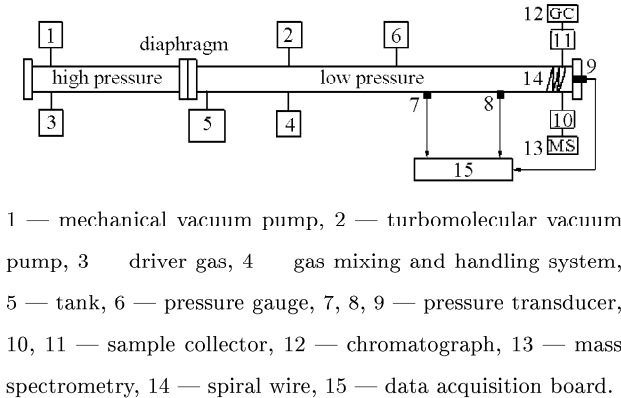 12 GC
1 diaphragm 2 6 11
9
high pressure low pressure 14
3 5 4 7 8 10
13 MS
15
1 — mechanical vacuum pump, 2 — turbomolecular vacuum
pump, 3 driver gas, 4 gas mixing and handling system,
5 — tank, 6 — pressure gauge, 7, 8, 9 — pressure transducer,
10, 11 — sample collector, 12 — chromatograph, 13 — mass
spectrometry, 14 — spiral wire, 15 — data acquisition board.